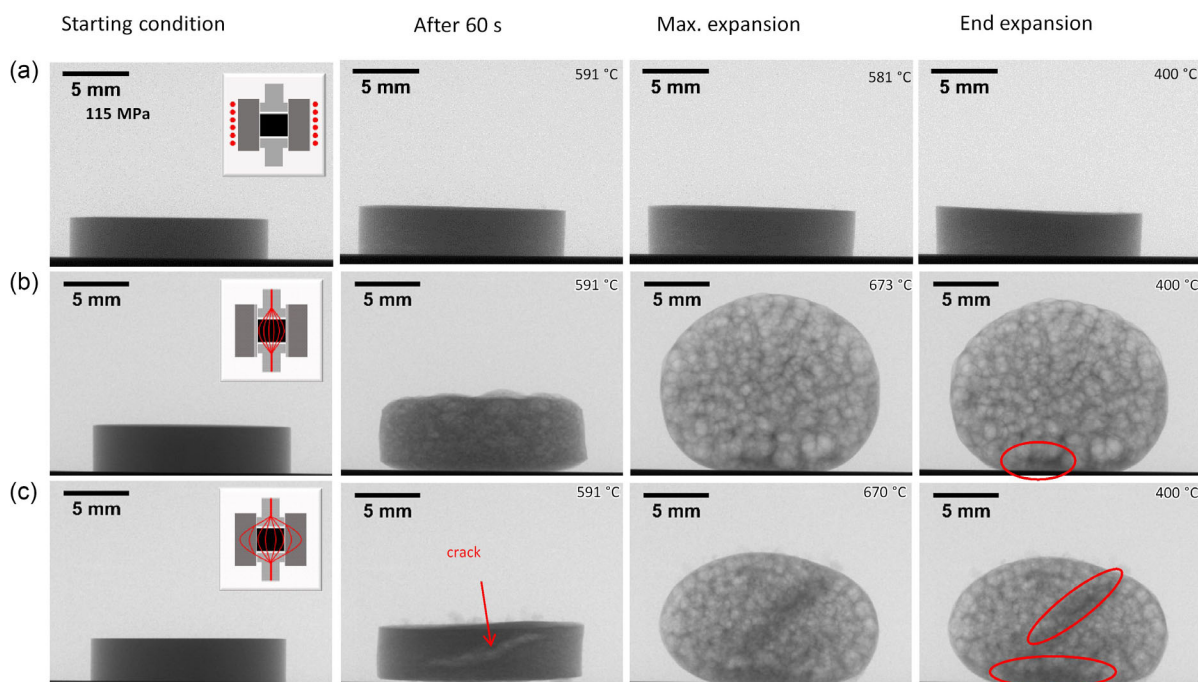 Starting condition After 60 s Max. expansion End expansion
(a)
5 mm 5 mm 591 °C 5 mm 581 °C 5 mm 400 °C
115 MPa
(b)
5 mm 5 mm 591 °C 5 mm 673 °C 5 mm 400 °C
(c)
5 mm 5 mm 591 °C 5 mm 670 °C 5 mm 400 °C
crack